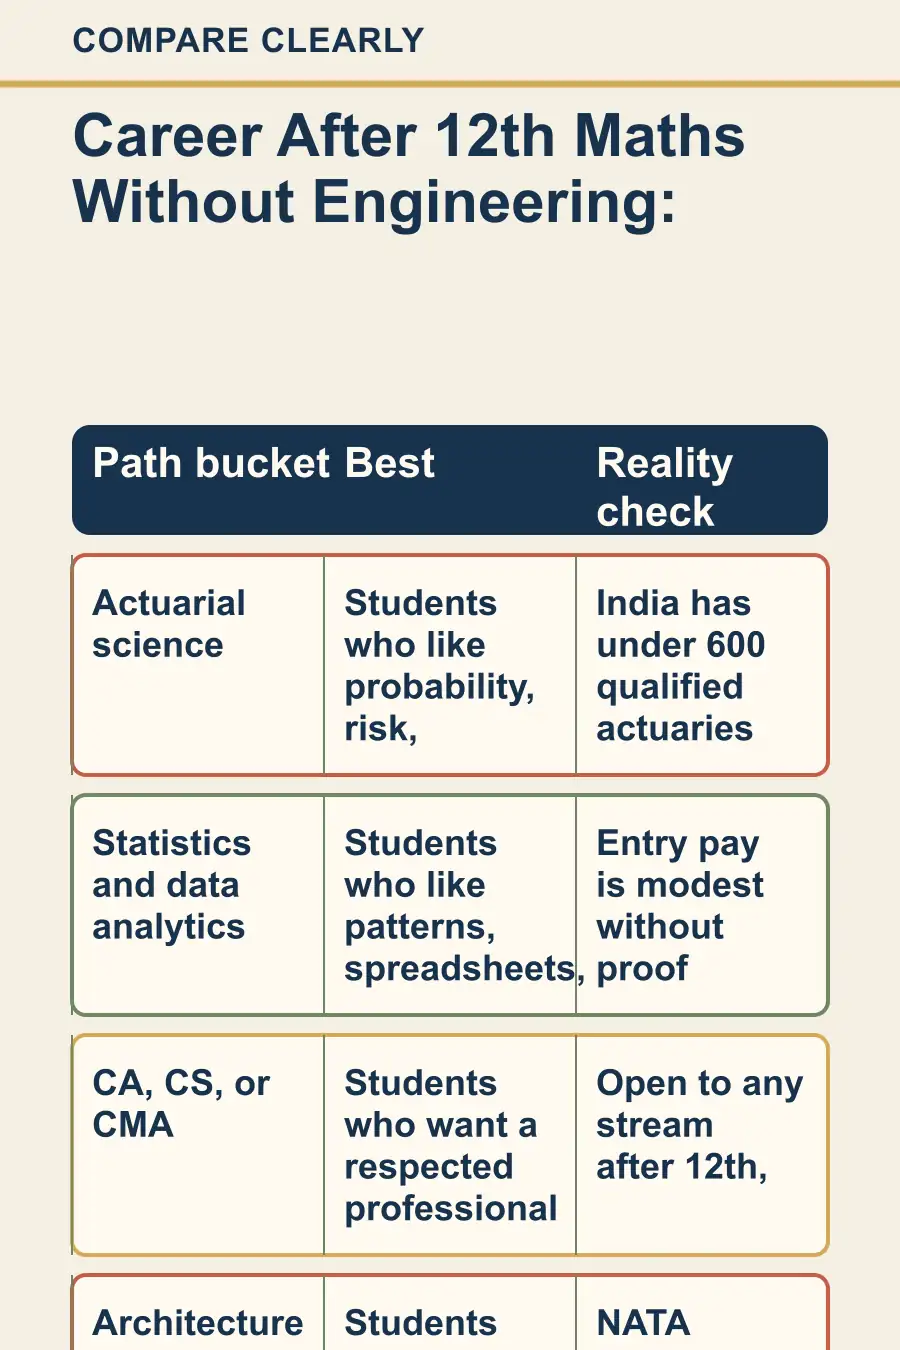 COMPARE CLEARLY
Career After 12th Maths
Without Engineering:
Path bucket
Best
Reality
check
Actuarial
science
Students
who like
probability,
risk,
India has
under 600
qualified
actuaries
Statistics
and data
analytics
Students
who like
patterns,
spreadsheets,
Entry pay
is modest
without
proof
CA, CS, or
CMA
Students
who want a
respected
professional
Open to any
stream
after 12th,
Architecture
Students
NATA